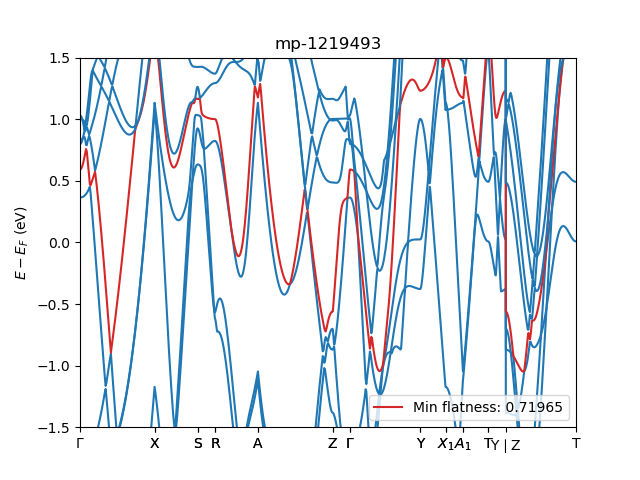 mp-1219493
E − E_F (eV)
1.5
1.0
0.5
0.0
−0.5
−1.0
−1.5
Min flatness: 0.71965
Γ X S R A Z Γ Y X₁ A₁ T Y | Z T